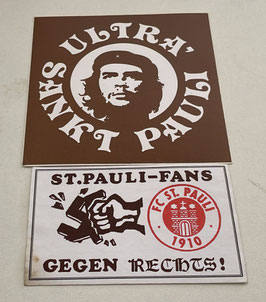 ULTRA'
SANKT PAULI
ST.PAULI-FANS
FC ST. PAULI
1910
GEGEN RECHTS!